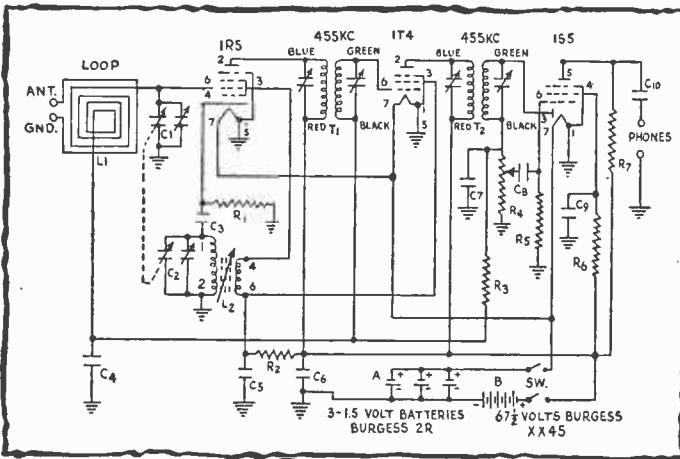 455KC 1T4 455KC 1S5
1R5
BLUE GREEN BLUE GREEN
2 2
LOOP
6 3 6 3 5 4
4 6
ANT. 3
7 5 7 1 5 7 1
GND. C1 RED T1 BLACK RED T2 BLACK
C10
PHONES
R7
L1 C7 C8 R4 C9
R1
C3 R5 R6
1
C2 2 L2 4 R3
6
R2
C4 C5 C6 A + + + SW.
- - - B
- +
3-1.5 VOLT BATTERIES 67 1/2 VOLTS BURGESS
BURGESS 2R XX45